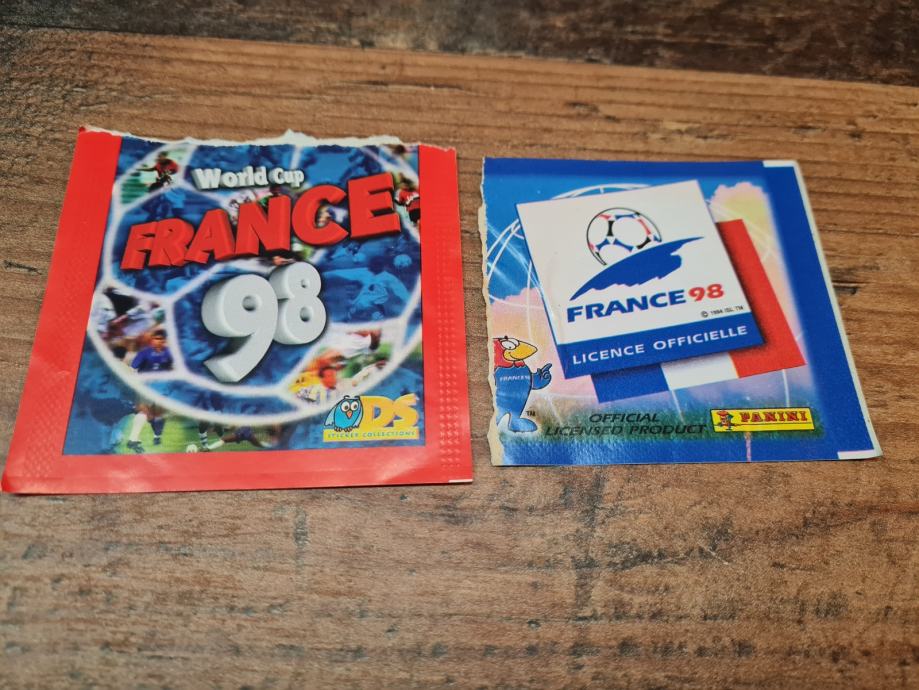 World Cup
FRANCE
98
DS
STICKER COLLECTIONS
FRANCE 98
© 1994 ISL TM
LICENCE OFFICIELLE
FRANCE 98
TM
OFFICIAL
LICENSED PRODUCT
PANINI